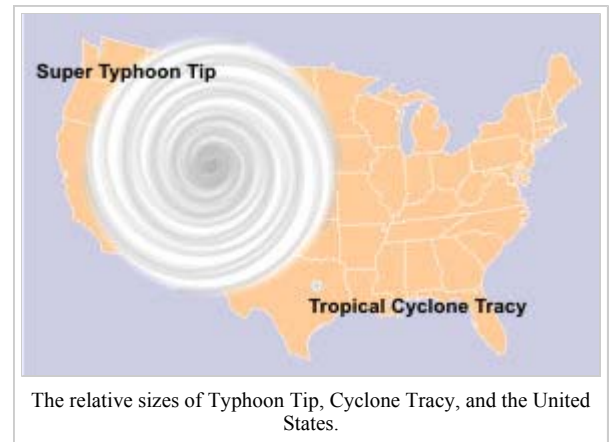 Super Typhoon Tip
Tropical Cyclone Tracy
The relative sizes of Typhoon Tip, Cyclone Tracy, and the United
States.